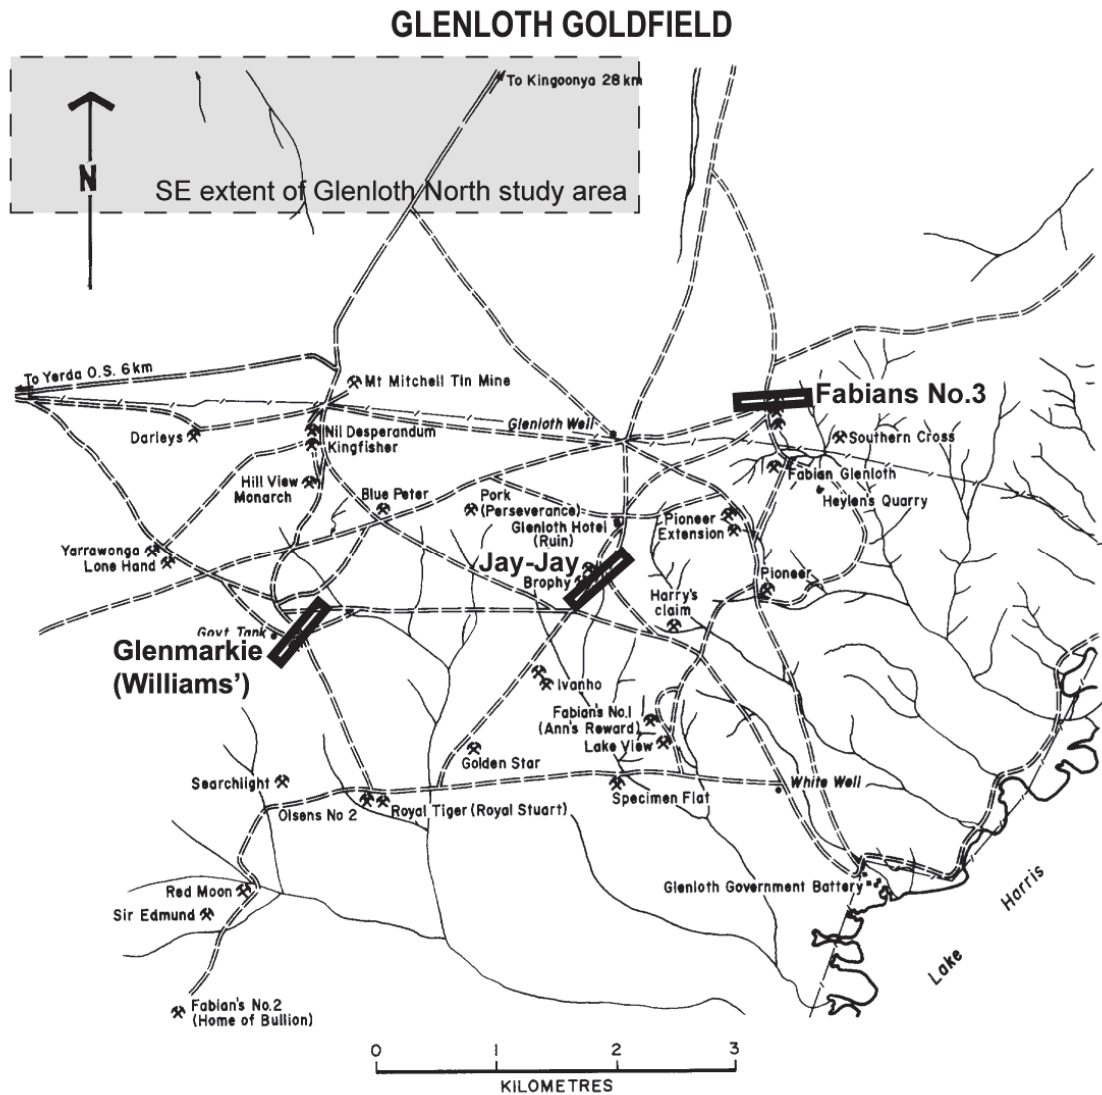 GLENLOTH GOLDFIELD
To Kingoonya 28 km
N
SE extent of Glenloth North study area
To Yerda O.S. 6 km
Mt Mitchell Tin Mine
Fabians No.3
Glenloth Well
Darleys
Nil Desperandum
Kingfisher
Southern Cross
Hill View
Monarch
Blue Peter
Pork
(Perseverance)
Fabian Glenloth
Heylen's Quarry
Glenloth Hotel
(Ruin)
Pioneer
Extension
Yarrawonga
Lone Hand
Jay-Jay
Brophy
Pioneer
Harry's
claim
Govt. Tank
Glenmarkie
(Williams')
Ivanho
Fabian's No.1
(Ann's Reward)
Lake View
Golden Star
Searchlight
White Well
Specimen Flat
Olsens No 2
Royal Tiger (Royal Stuart)
Glenloth Government Battery
Red Moon
Sir Edmund
Lake Harris
Fabian's No.2
(Home of Bullion)
0 1 2 3
KILOMETRES